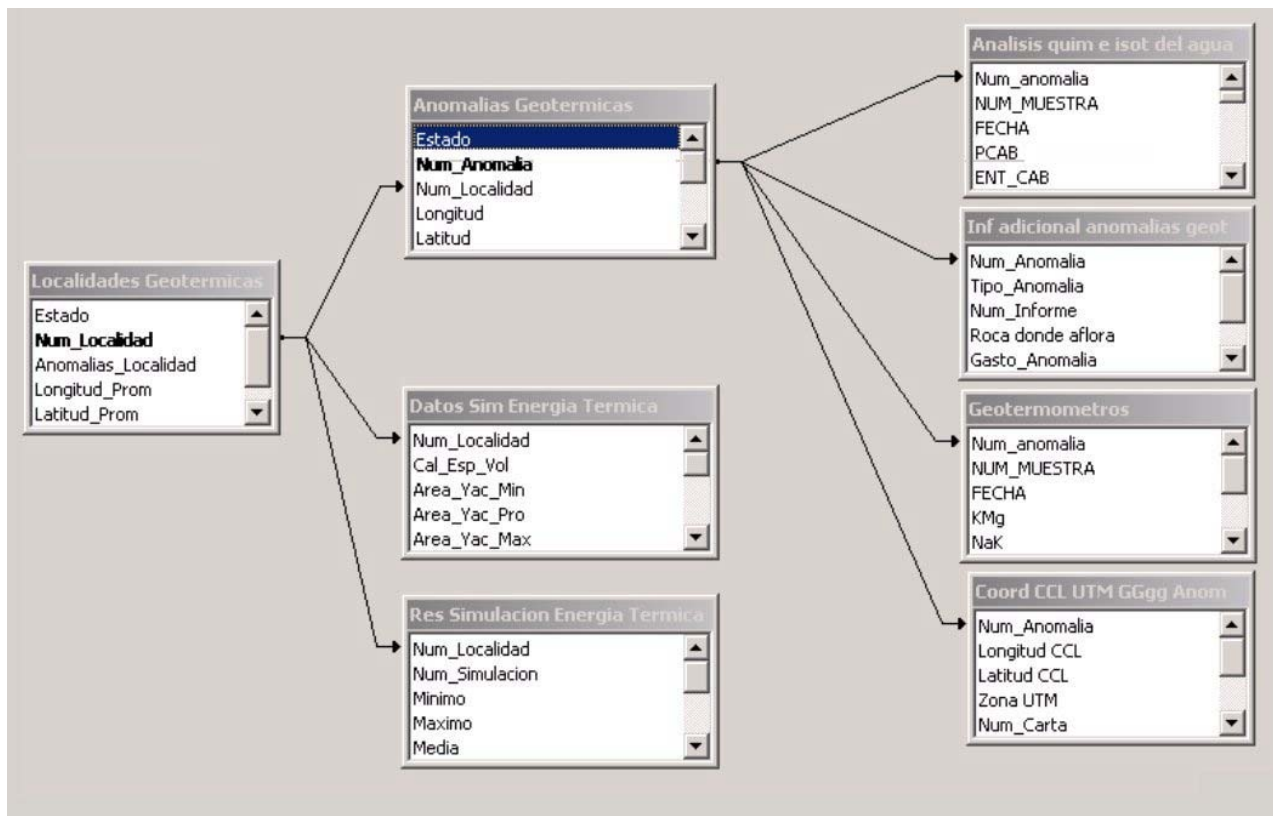 Localidades Geotermicas
Estado
Num_Localidad
Anomalias_Localidad
Longitud_Prom
Latitud_Prom
Anomalias Geotermicas
Estado
Num_Anomalia
Num_Localidad
Longitud
Latitud
Datos Sim Energia Termica
Num_Localidad
Cal_Esp_Vol
Area_Yac_Min
Area_Yac_Pro
Area_Yac_Max
Res Simulacion Energia Termica
Num_Localidad
Num_Simulacion
Minimo
Maximo
Media
Analisis quim e isot del agua
Num_anomalia
NUM_MUESTRA
FECHA
PCAB
ENT_CAB
Inf adicional anomalias geot
Num_Anomalia
Tipo_Anomalia
Num_Informe
Roca donde aflora
Gasto_Anomalia
Geotermometros
Num_anomalia
NUM_MUESTRA
FECHA
KMg
NaK
Coord CCL UTM GGgg Anom
Num_Anomalia
Longitud CCL
Latitud CCL
Zona UTM
Num_Carta